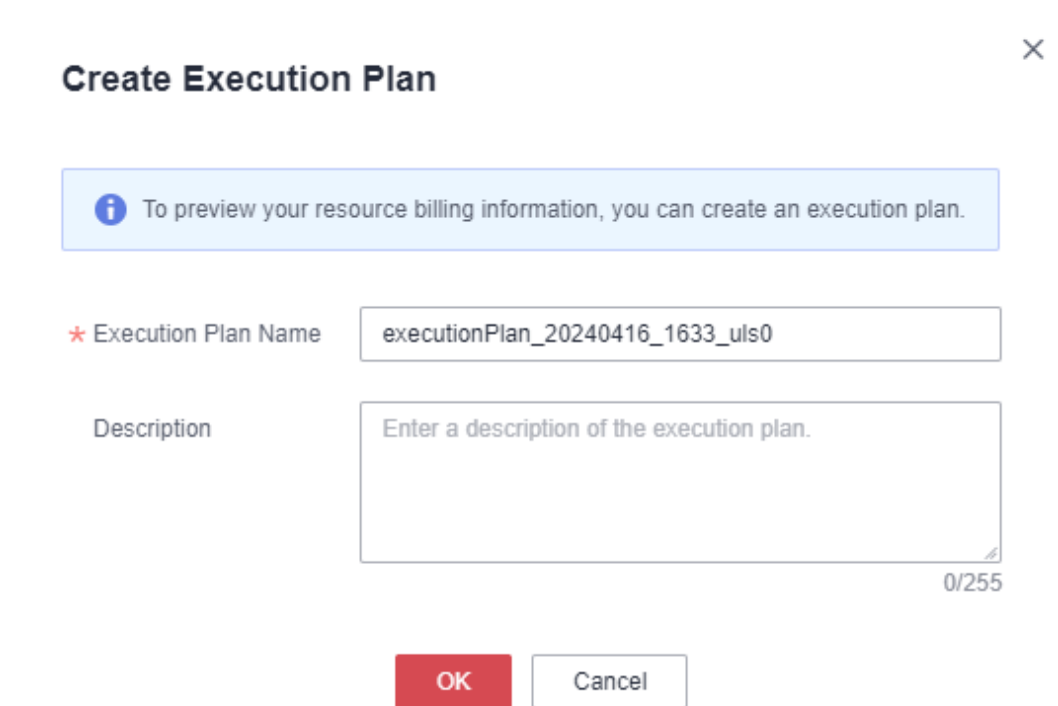 Create Execution Plan
To preview your resource billing information, you can create an execution plan.
* Execution Plan Name executionPlan_20240416_1633_uls0
Description Enter a description of the execution plan.
0/255
OK Cancel